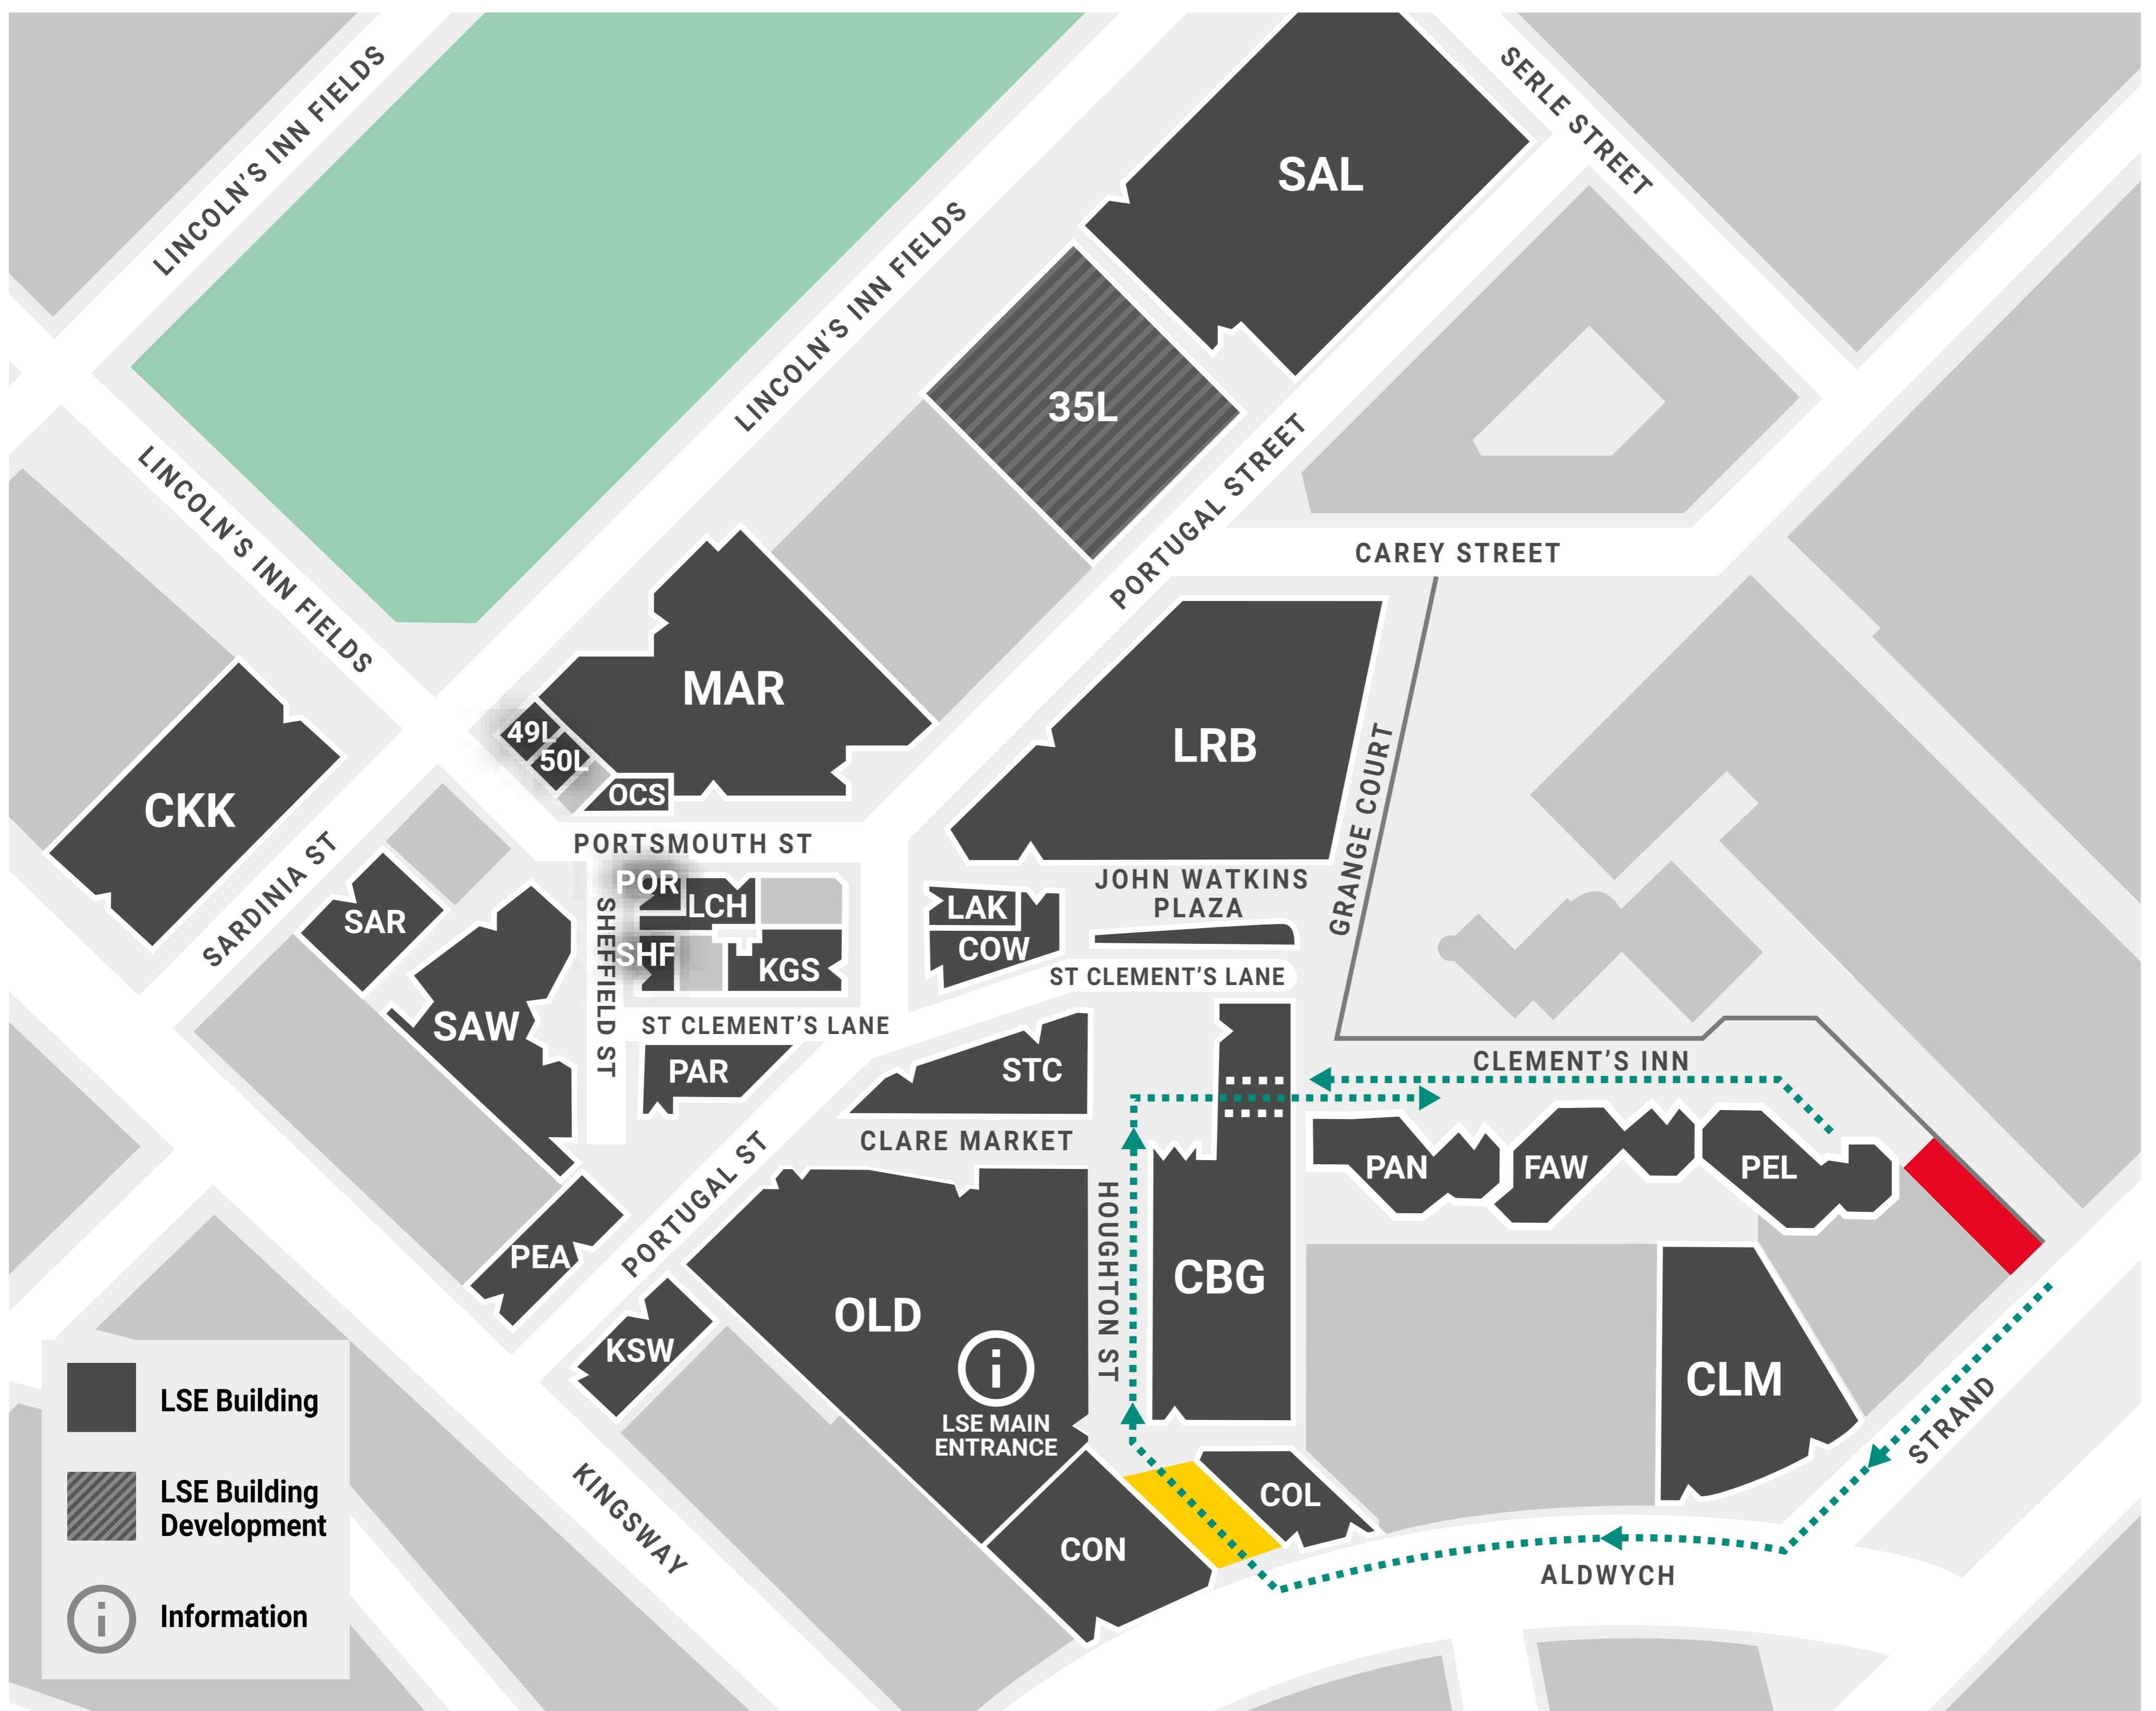 LINCOLN'S INN FIELDS
SERLE STREET
SAL
LINCOLN'S INN FIELDS
35L
LINCOLN'S INN FIELDS
PORTUGAL STREET
CAREY STREET
MAR
49L
50L
OCS
LRB
GRANGE COURT
CKK
SARDINIA ST
PORTSMOUTH ST
POR
LCH
LAK
JOHN WATKINS
PLAZA
SAR
SHEFFIELD ST
SHF
KGS
COW
ST CLEMENT'S LANE
SAW
ST CLEMENT'S LANE
PAR
STC
CLEMENT'S INN
CLARE MARKET
PAN
FAW
PEL
PEA
PORTUGAL ST
HOUGHTON ST
CBG
OLD
KSW
i
LSE MAIN
ENTRANCE
CLM
STRAND
COL
CON
KINGSWAY
ALDWYCH
LSE Building
LSE Building
Development
i
Information